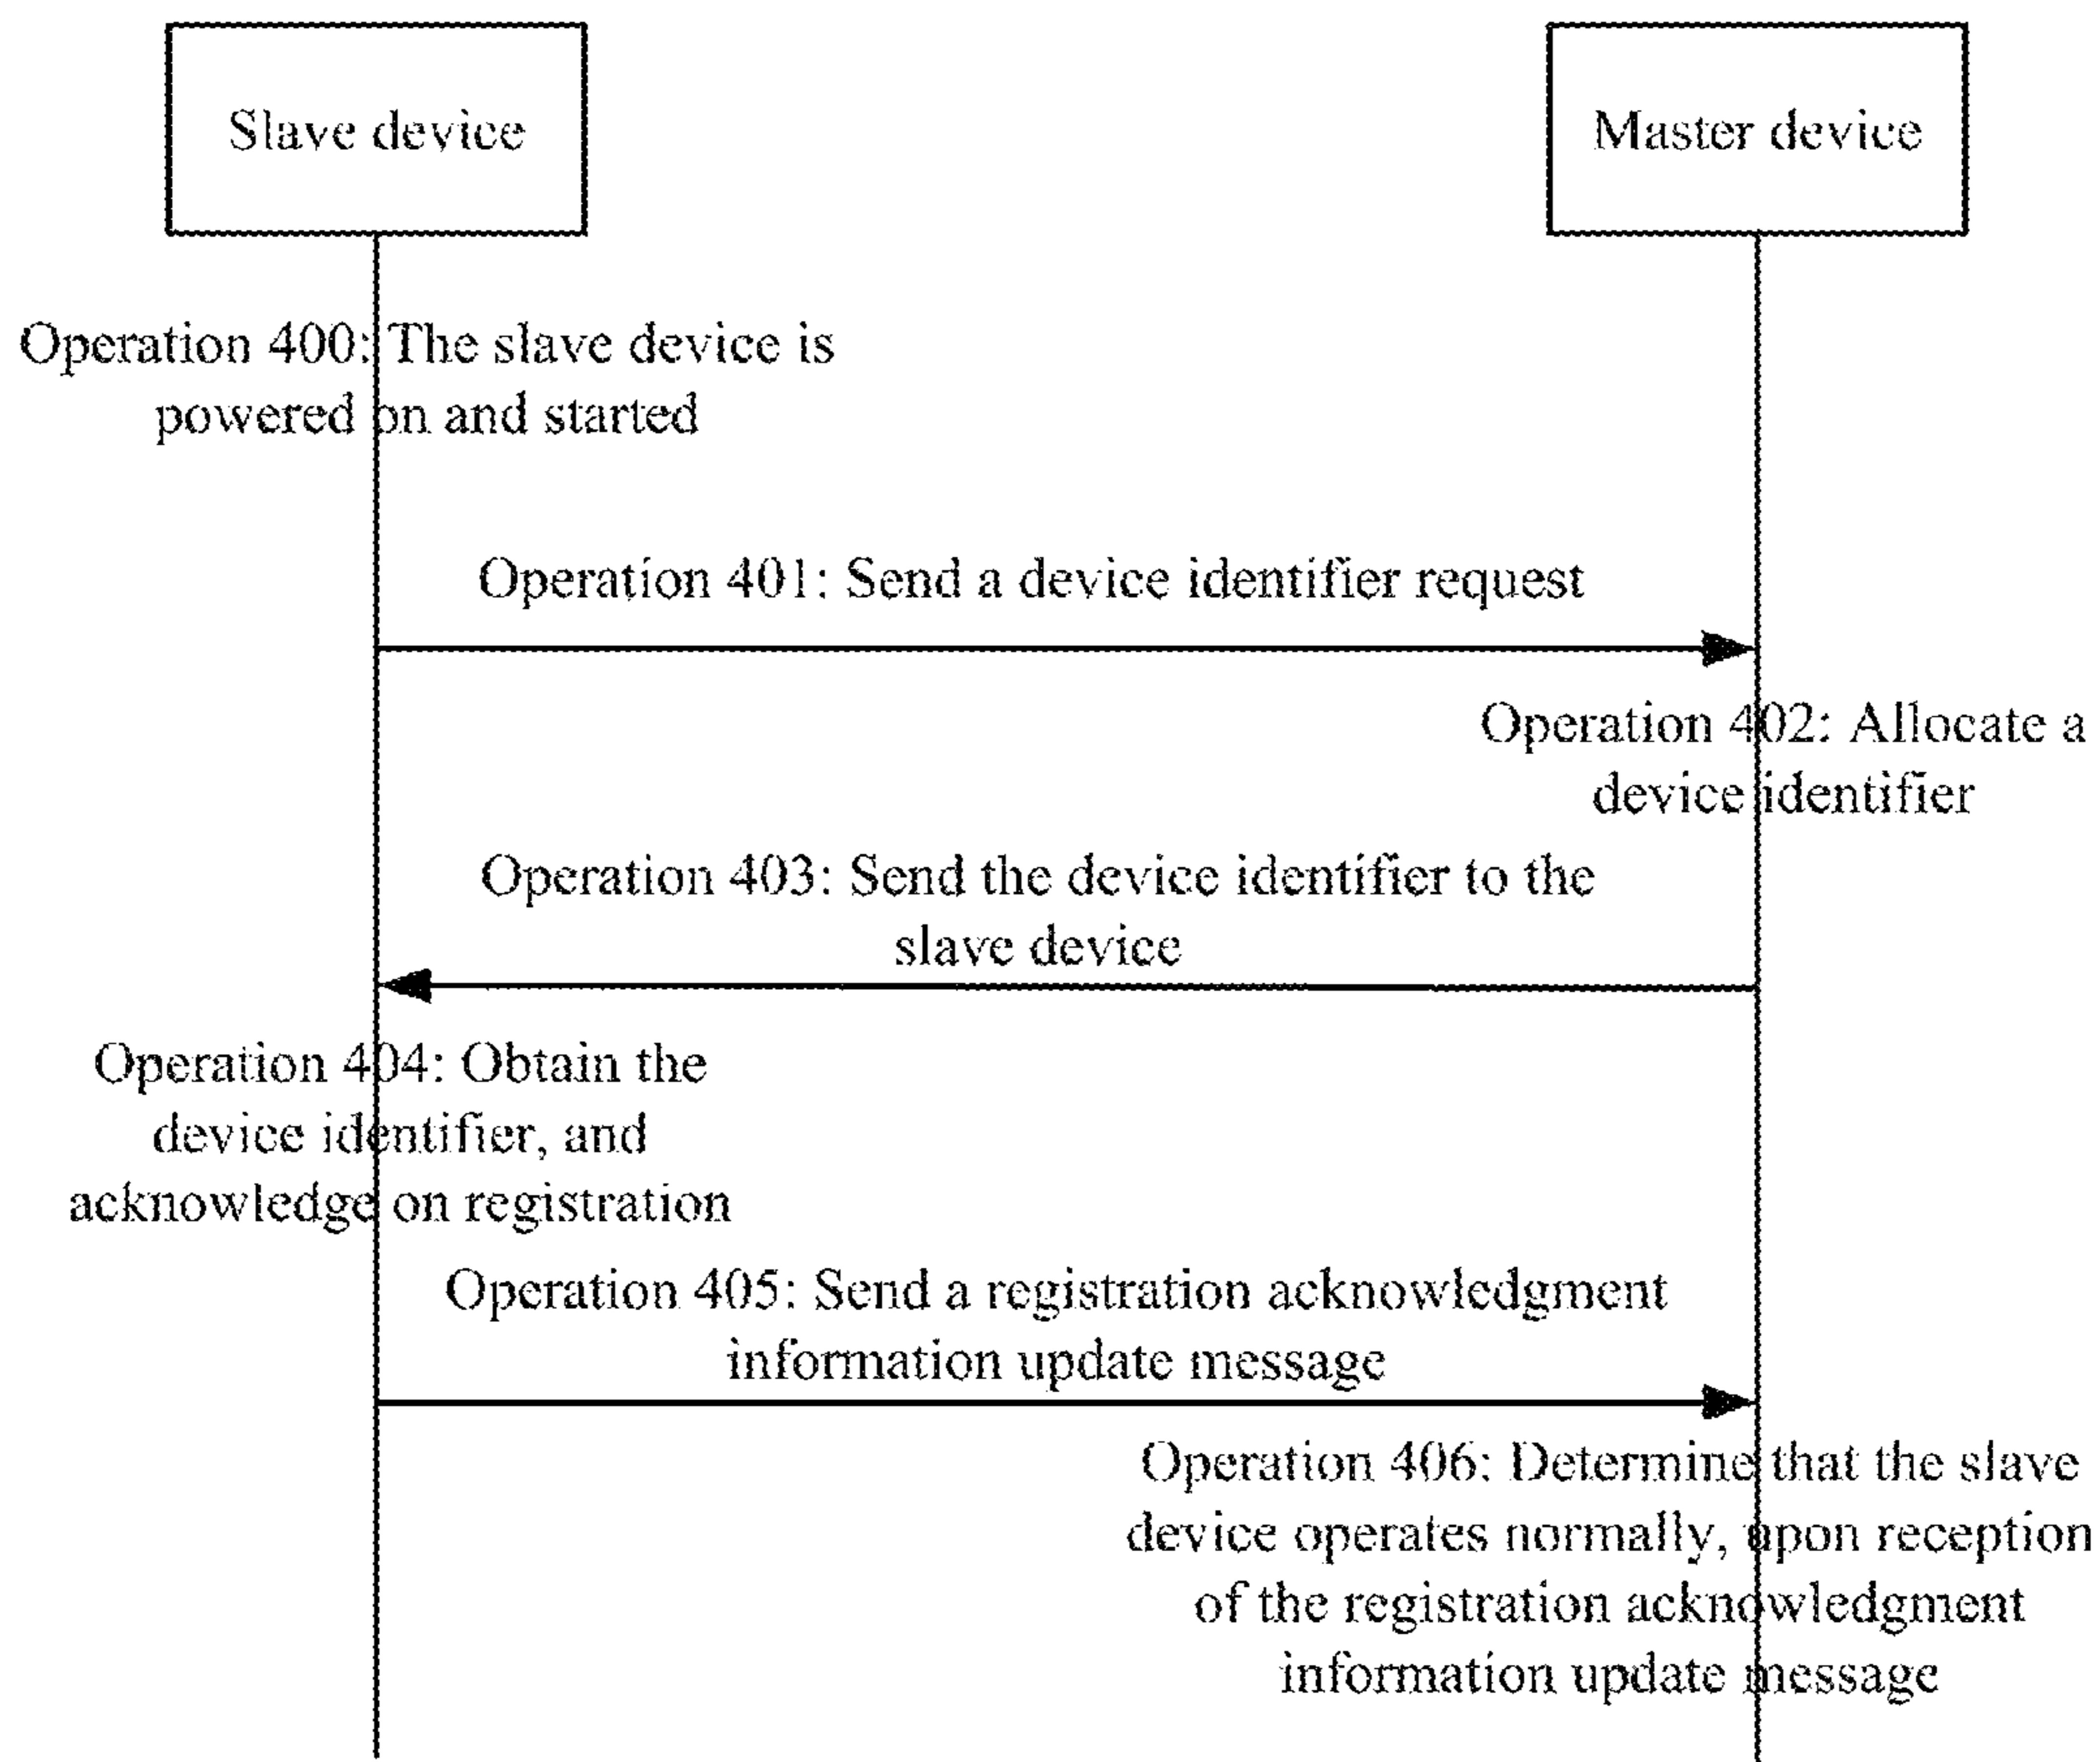 Slave device
Master device
Operation 400: The slave device is
powered on and started
Operation 401: Send a device identifier request
Operation 402: Allocate a
device identifier
Operation 403: Send the device identifier to the
slave device
Operation 404: Obtain the
device identifier, and
acknowledge on registration
Operation 405: Send a registration acknowledgment
information update message
Operation 406: Determine that the slave
device operates normally, upon reception
of the registration acknowledgment
information update message